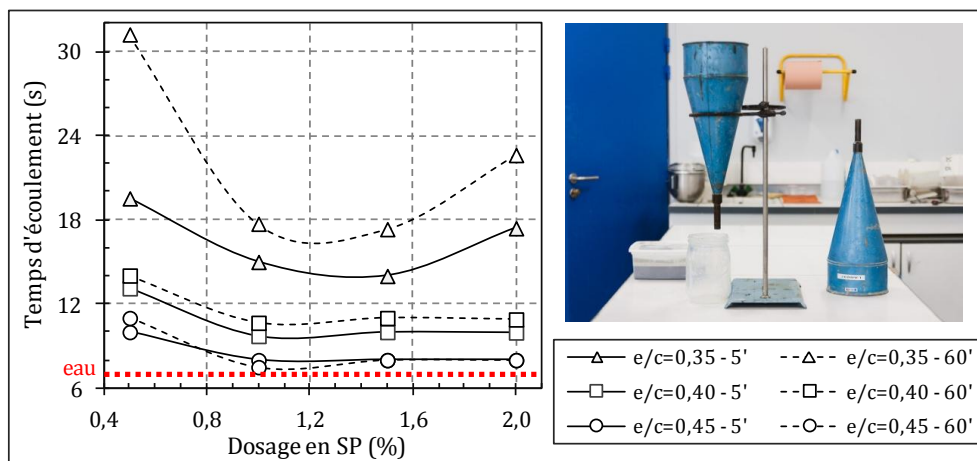 Temps d'écoulement (s)
30
24
18
12
6
eau
0,4 0,8 1,2 1,6 2,0
Dosage en SP (%)
e/c=0,35 - 5' e/c=0,35 - 60'
e/c=0,40 - 5' e/c=0,40 - 60'
e/c=0,45 - 5' e/c=0,45 - 60'